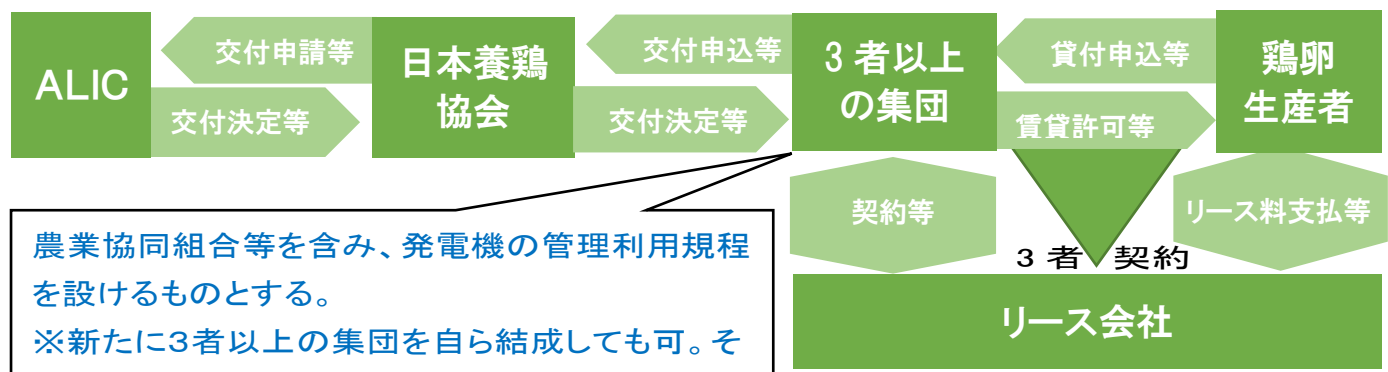 ALIC
交付申請等
交付決定等
日本養鶏
協会
交付申込等
交付決定等
3 者以上
の集団
貸付申込等
賃貸許可等
鶏卵
生産者
契約等
リース料支払等
3 者 契約
リース会社
農業協同組合等を含み、発電機の管理利用規程
を設けるものとする。
※新たに3者以上の集団を自ら結成しても可。そ